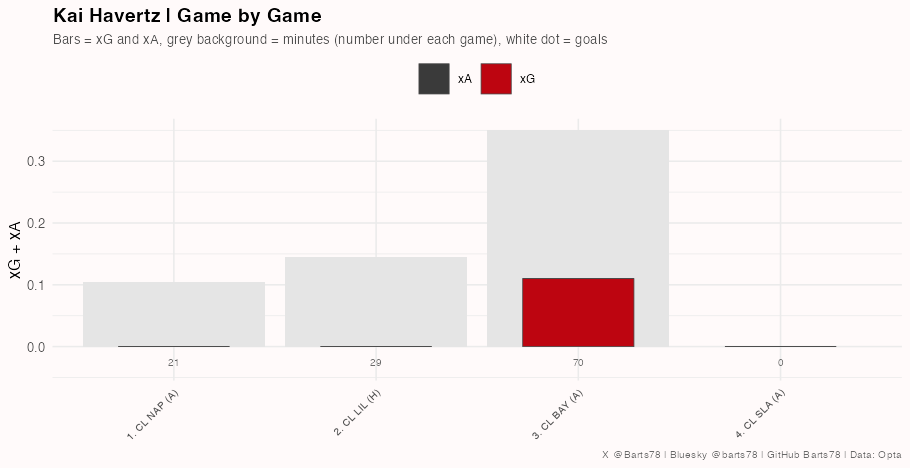 Kai Havertz | Game by Game
Bars = xG and xA, grey background = minutes (number under each game), white dot = goals
xA
xG
xG + xA
0.3
0.2
0.1
0.0
21
29
70
0
1. CL NAP (A)
2. CL LIL (H)
3. CL BAY (A)
4. CL SLA (A)
X @Barts78 | Bluesky @barts78 | GitHub Barts78 | Data: Opta